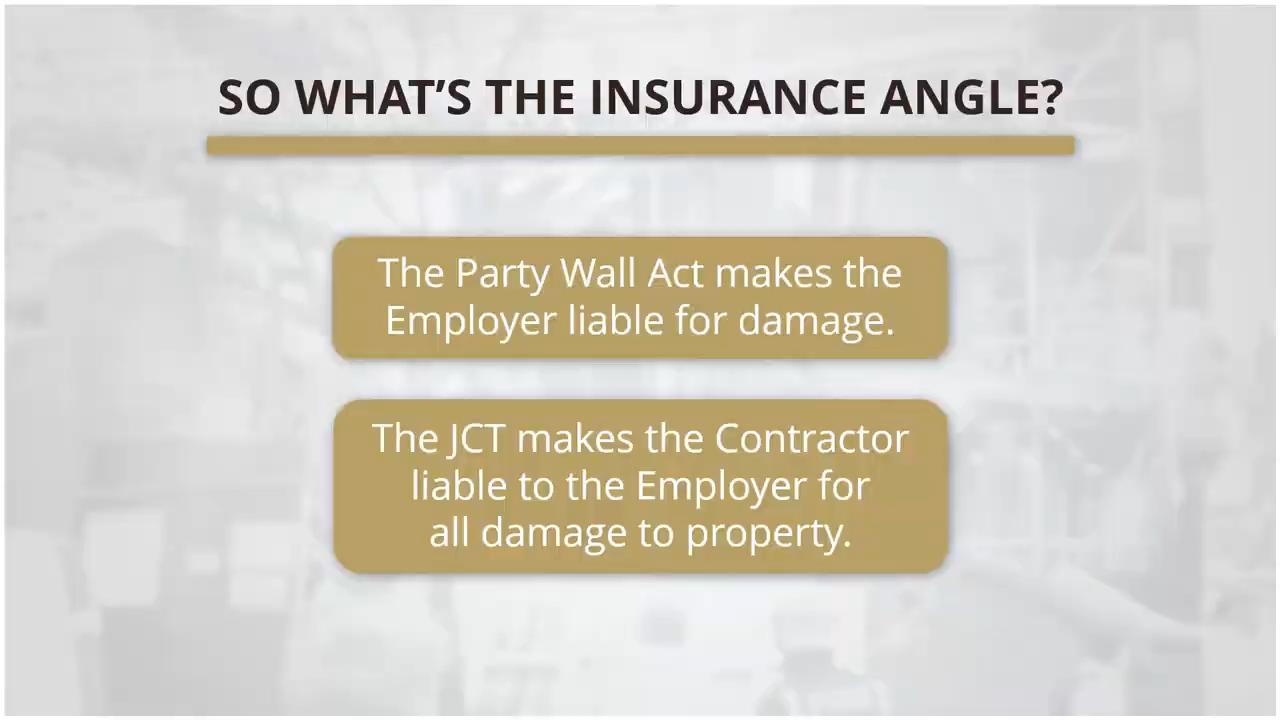 SO WHAT’S THE INSURANCE ANGLE?
The Party Wall Act makes the
Employer liable for damage.
The JCT makes the Contractor
liable to the Employer for
all damage to property.